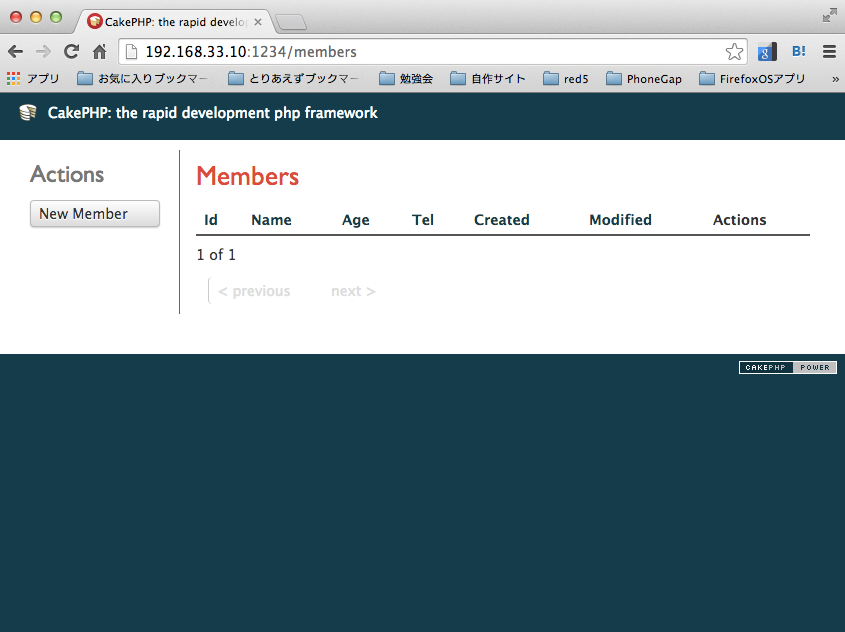 CakePHP: the rapid develo
192.168.33.10:1234/members
アプリ お気に入りブックマー とりあえずブックマー 勉強会 自作サイト red5 PhoneGap FirefoxOSアプリ »
CakePHP: the rapid development php framework
Actions
New Member
Members
Id Name Age Tel Created Modified Actions
1 of 1
< previous next >
CAKEPHP POWER